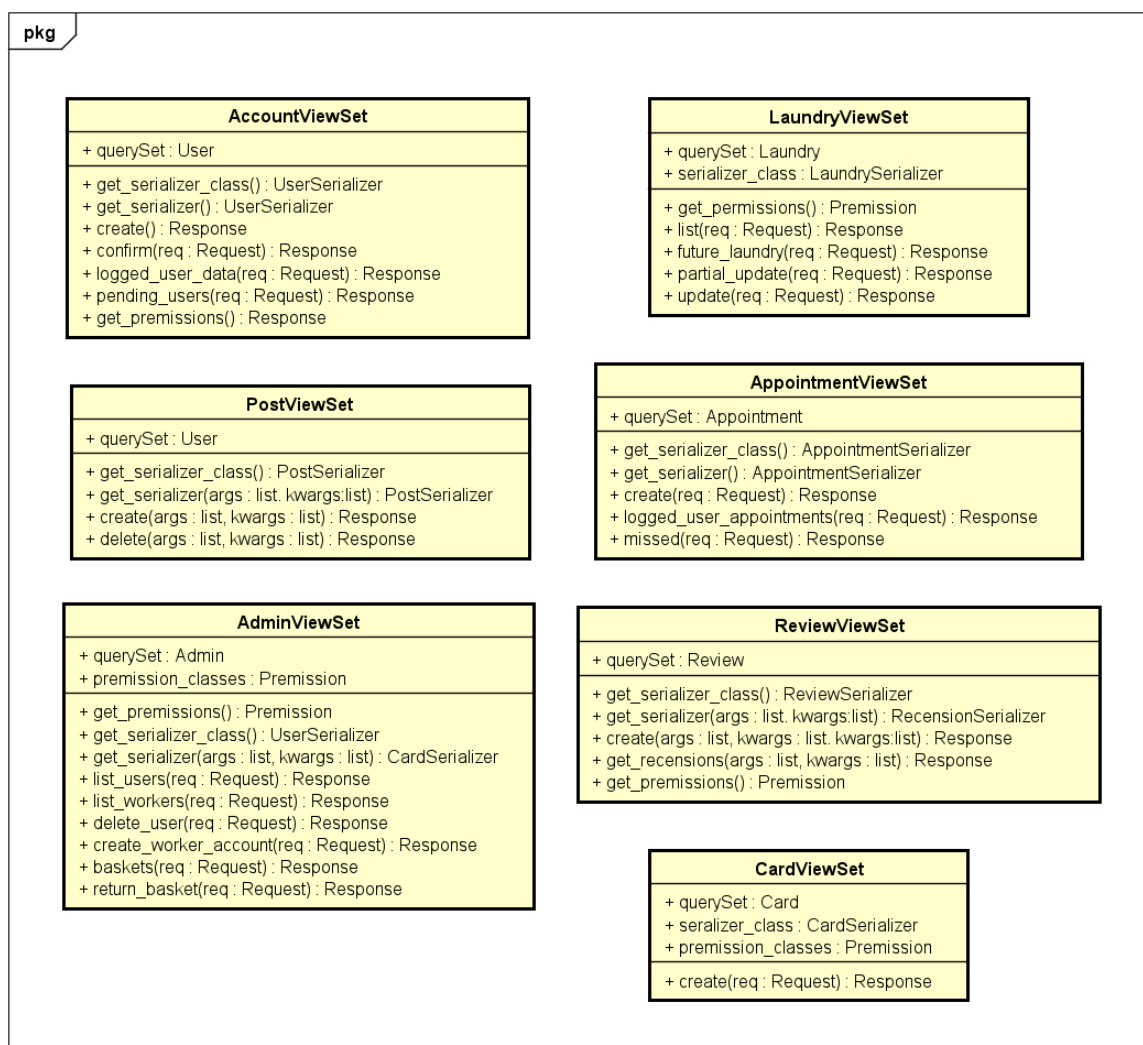 pkg
AccountViewSet
+ querySet : User
+ get_serializer_class() : UserSerializer
+ get_serializer() : UserSerializer
+ create() : Response
+ confirm(req : Request) : Response
+ logged_user_data(req : Request) : Response
+ pending_users(req : Request) : Response
+ get_premissions() : Response
LaundryViewSet
+ querySet : Laundry
+ serializer_class : LaundrySerializer
+ get_permissions() : Premission
+ list(req : Request) : Response
+ future_laundry(req : Request) : Response
+ partial_update(req : Request) : Response
+ update(req : Request) : Response
PostViewSet
+ querySet : User
+ get_serializer_class() : PostSerializer
+ get_serializer(args : list. kwargs:list) : PostSerializer
+ create(args : list, kwargs : list) : Response
+ delete(args : list, kwargs : list) : Response
AppointmentViewSet
+ querySet : Appointment
+ get_serializer_class() : AppointmentSerializer
+ get_serializer() : AppointmentSerializer
+ create(req : Request) : Response
+ logged_user_appointments(req : Request) : Response
+ missed(req : Request) : Response
AdminViewSet
+ querySet : Admin
+ premission_classes : Premission
+ get_premissions() : Premission
+ get_serializer_class() : UserSerializer
+ get_serializer(args : list, kwargs : list) : CardSerializer
+ list_users(req : Request) : Response
+ list_workers(req : Request) : Response
+ delete_user(req : Request) : Response
+ create_worker_account(req : Request) : Response
+ baskets(req : Request) : Response
+ return_basket(req : Request) : Response
ReviewViewSet
+ querySet : Review
+ get_serializer_class() : ReviewSerializer
+ get_serializer(args : list. kwargs:list) : RecensionSerializer
+ create(args : list, kwargs : list. kwargs:list) : Response
+ get_recensions(args : list, kwargs : list) : Response
+ get_premissions() : Premission
CardViewSet
+ querySet : Card
+ seralizer_class : CardSerializer
+ premission_classes : Premission
+ create(req : Request) : Response